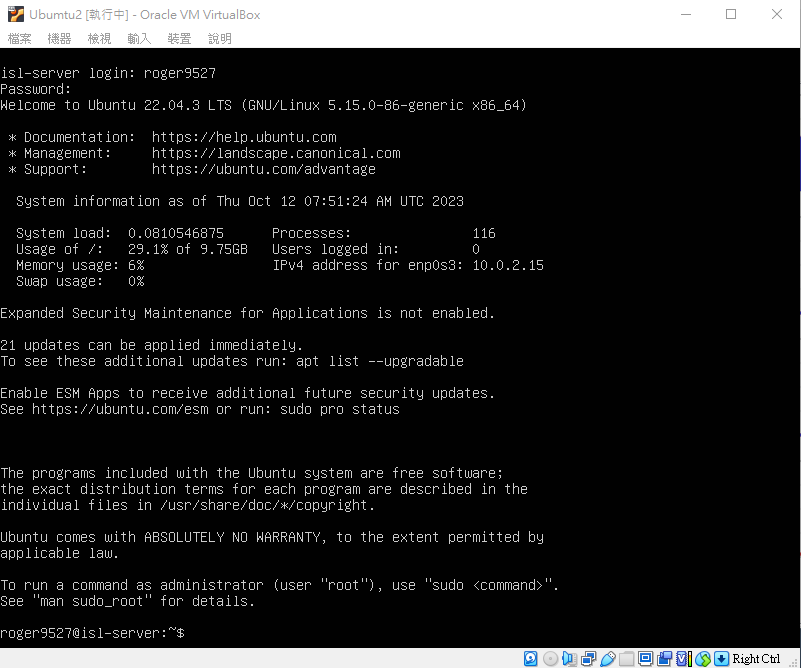 Ubumtu2 [執行中] - Oracle VM VirtualBox
檔案 機器 檢視 輸入 裝置 說明
isl-server login: roger9527
Password:
Welcome to Ubuntu 22.04.3 LTS (GNU/Linux 5.15.0-86-generic x86_64)
* Documentation: https://help.ubuntu.com
* Management: https://landscape.canonical.com
* Support: https://ubuntu.com/advantage
System information as of Thu Oct 12 07:51:24 AM UTC 2023
System load: 0.0810546875 Processes: 116
Usage of /: 29.1% of 9.75GB Users logged in: 0
Memory usage: 6% IPv4 address for enp0s3: 10.0.2.15
Swap usage: 0%
Expanded Security Maintenance for Applications is not enabled.
21 updates can be applied immediately.
To see these additional updates run: apt list --upgradable
Enable ESM Apps to receive additional future security updates.
See https://ubuntu.com/esm or run: sudo pro status
The programs included with the Ubuntu system are free software;
the exact distribution terms for each program are described in the
individual files in /usr/share/doc/*/copyright.
Ubuntu comes with ABSOLUTELY NO WARRANTY, to the extent permitted by
applicable law.
To run a command as administrator (user "root"), use "sudo <command>".
See "man sudo_root" for details.
roger9527@isl-server:~$
Right Ctrl